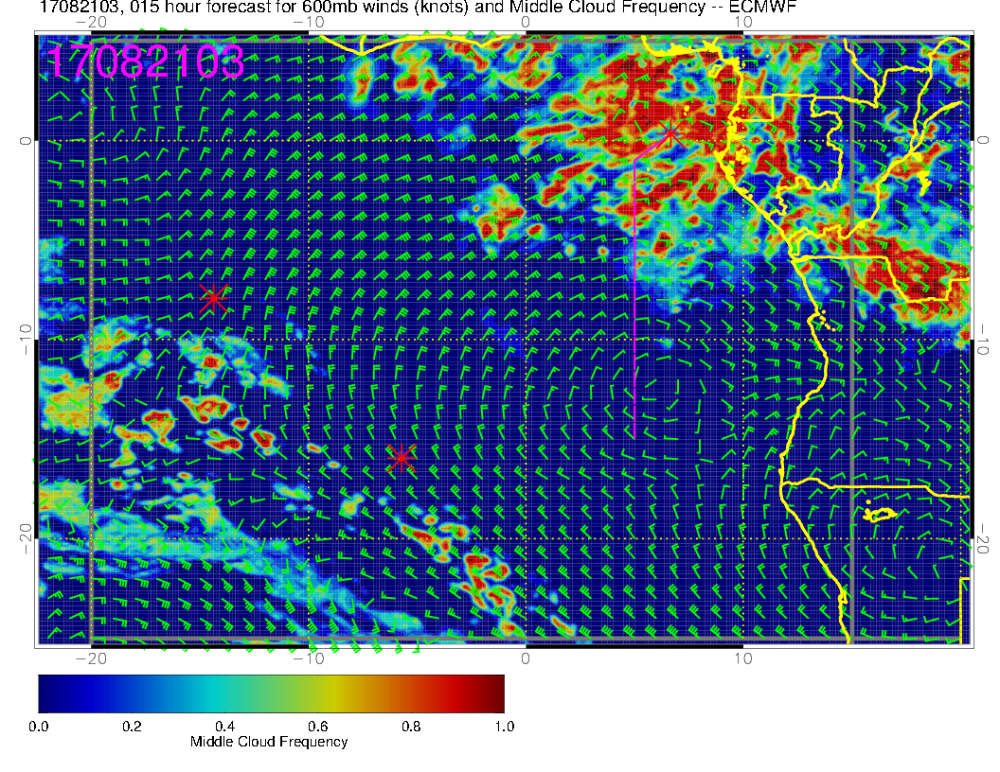 17082103, 015 hour forecast for 600mb winds (knots) and Middle Cloud Frequency -- ECMWF
−20 −10 0 10
17082103
0 0
−10 −10
−20 −20
−20 −10 0 10
0.0 0.2 0.4 0.6 0.8 1.0
Middle Cloud Frequency